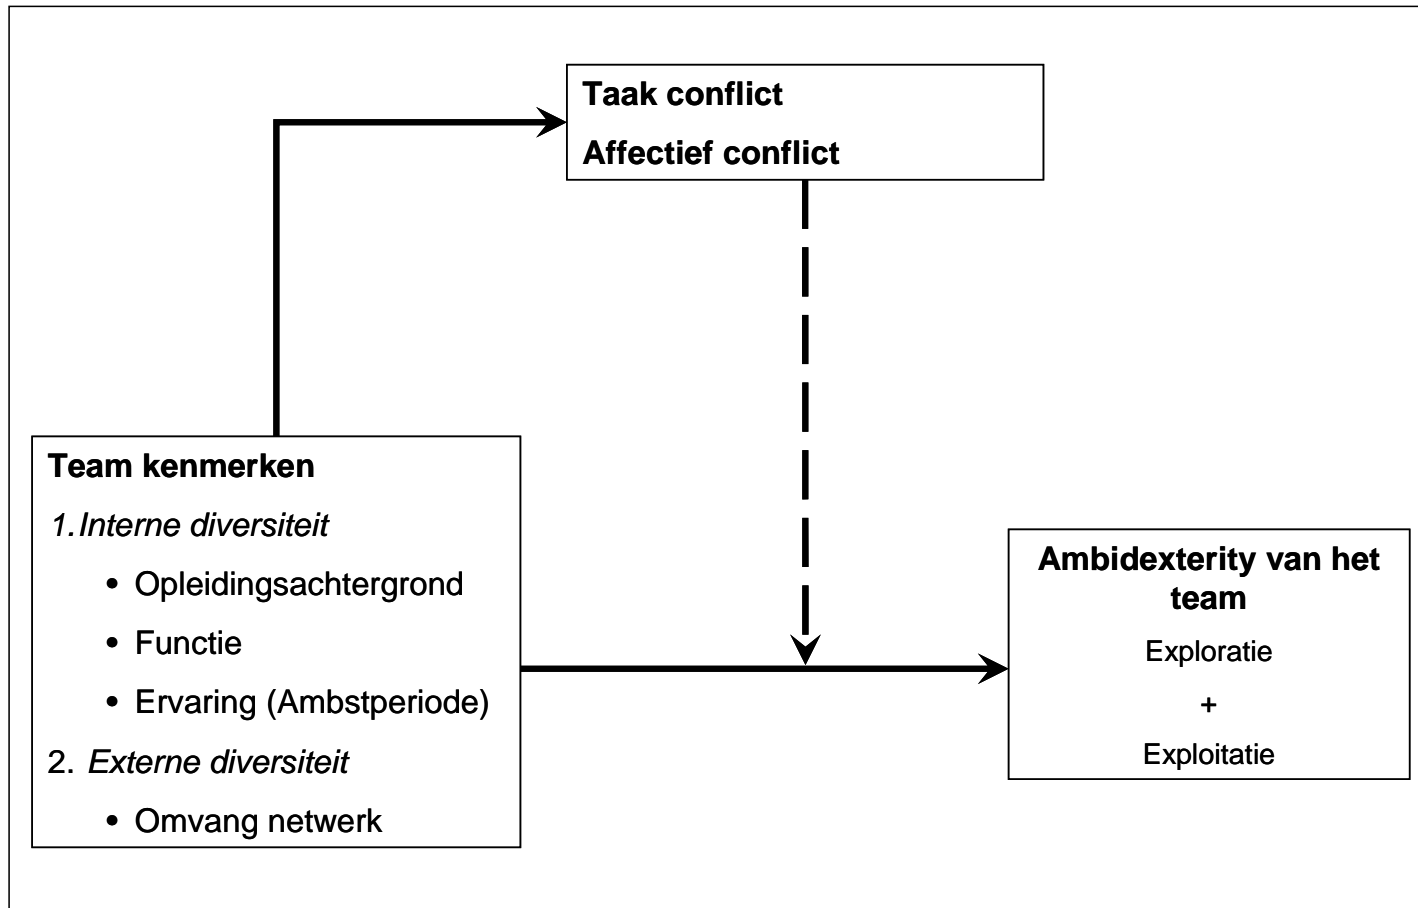 Taak conflict
Affectief conflict
Team kenmerken
1. Interne diversiteit
• Opleidingsachtergrond
• Functie
• Ervaring (Ambstperiode)
2. Externe diversiteit
• Omvang netwerk
Ambidexterity van het
team
Exploratie
+
Exploitatie